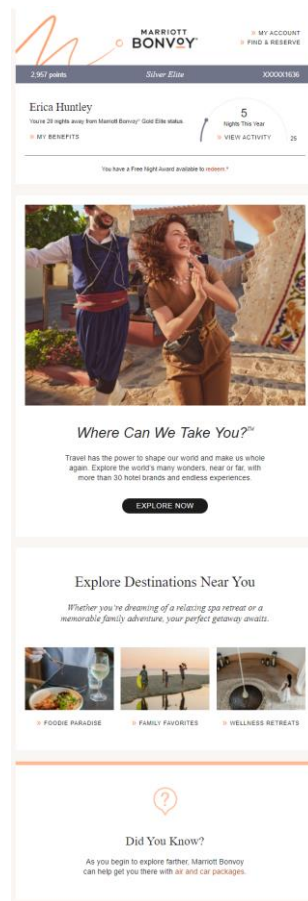 MARRIOTT
BONVOY
» MY ACCOUNT
» FIND & RESERVE
2,957 points
Silver Elite
XXXXX1636
Erica Huntley
You're 20 nights away from Marriott Bonvoy® Gold Elite status
» MY BENEFITS
5
Nights This Year
» VIEW ACTIVITY
25
You have a Free Night Award available to redeem.*
Where Can We Take You?℠
Travel has the power to shape our world and make us whole
again. Explore the world's many wonders, near or far, with
more than 30 hotel brands and endless experiences.
EXPLORE NOW
Explore Destinations Near You
Whether you're dreaming of a relaxing spa retreat or a
memorable family adventure, your perfect getaway awaits.
» FOODIE PARADISE
» FAMILY FAVORITES
» WELLNESS RETREATS
?
Did You Know?
As you begin to explore farther, Marriott Bonvoy
can help get you there with air and car packages.